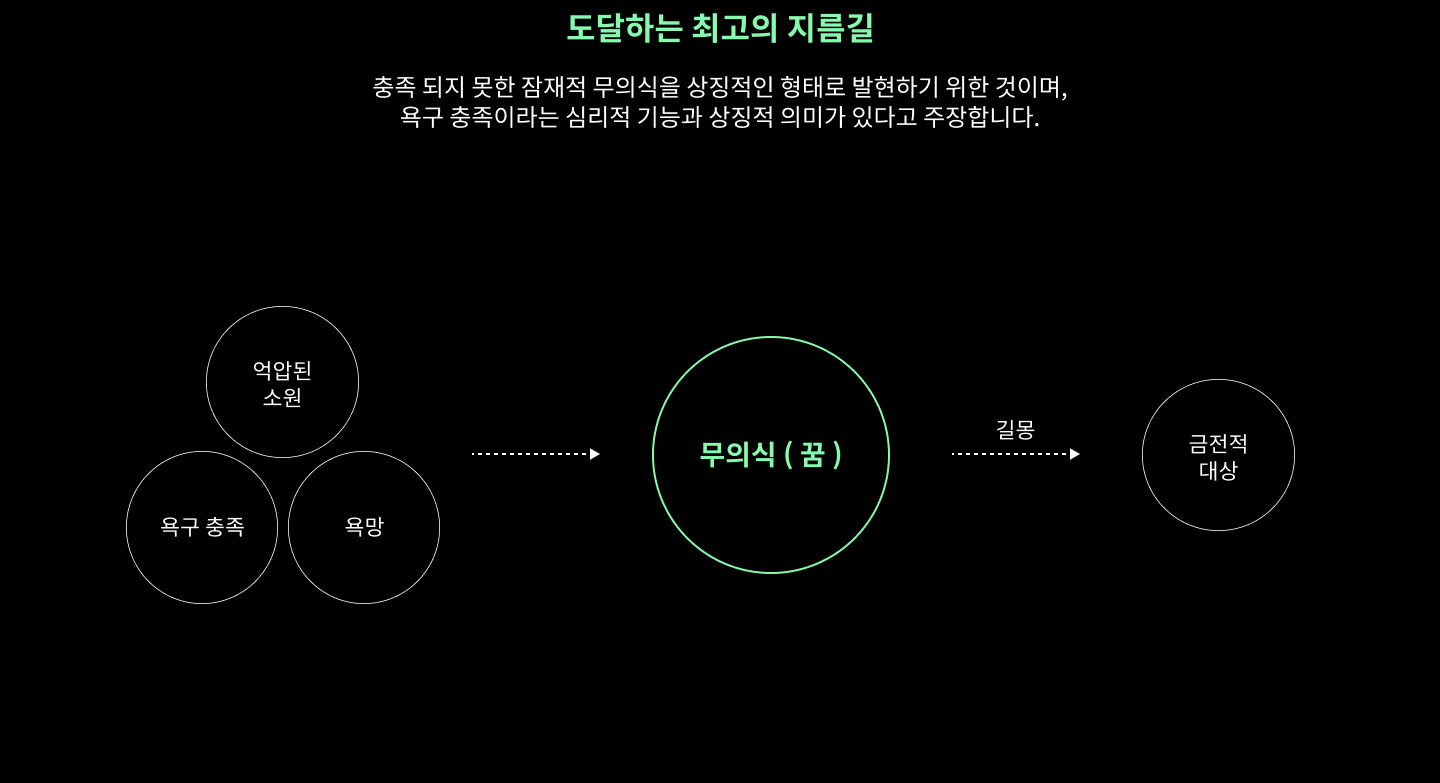 도달하는 최고의 지름길
충족 되지 못한 잠재적 무의식을 상징적인 형태로 발현하기 위한 것이며,
욕구 충족이라는 심리적 기능과 상징적 의미가 있다고 주장합니다.
억압된
소원
욕구 충족
욕망
무의식 ( 꿈 )
길몽
금전적
대상